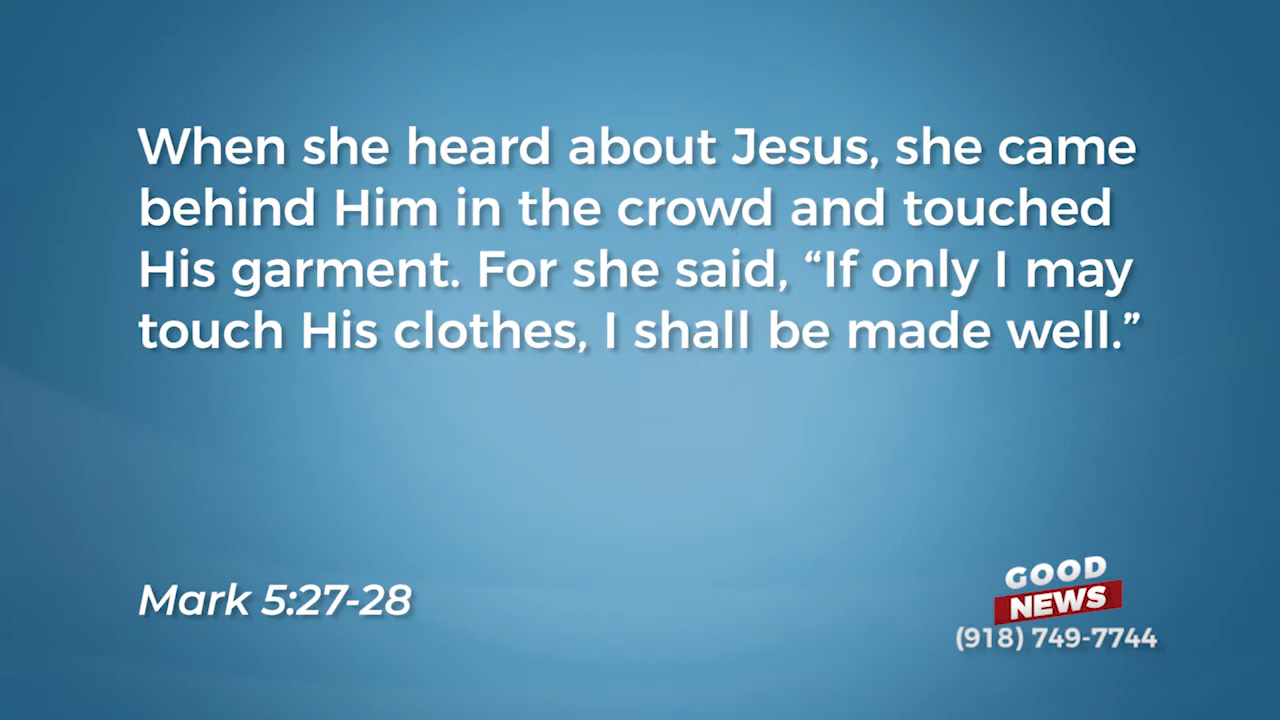 When she heard about Jesus, she came
behind Him in the crowd and touched
His garment. For she said, “If only I may
touch His clothes, I shall be made well.”
Mark 5:27-28
GOOD
NEWS
(918) 749-7744